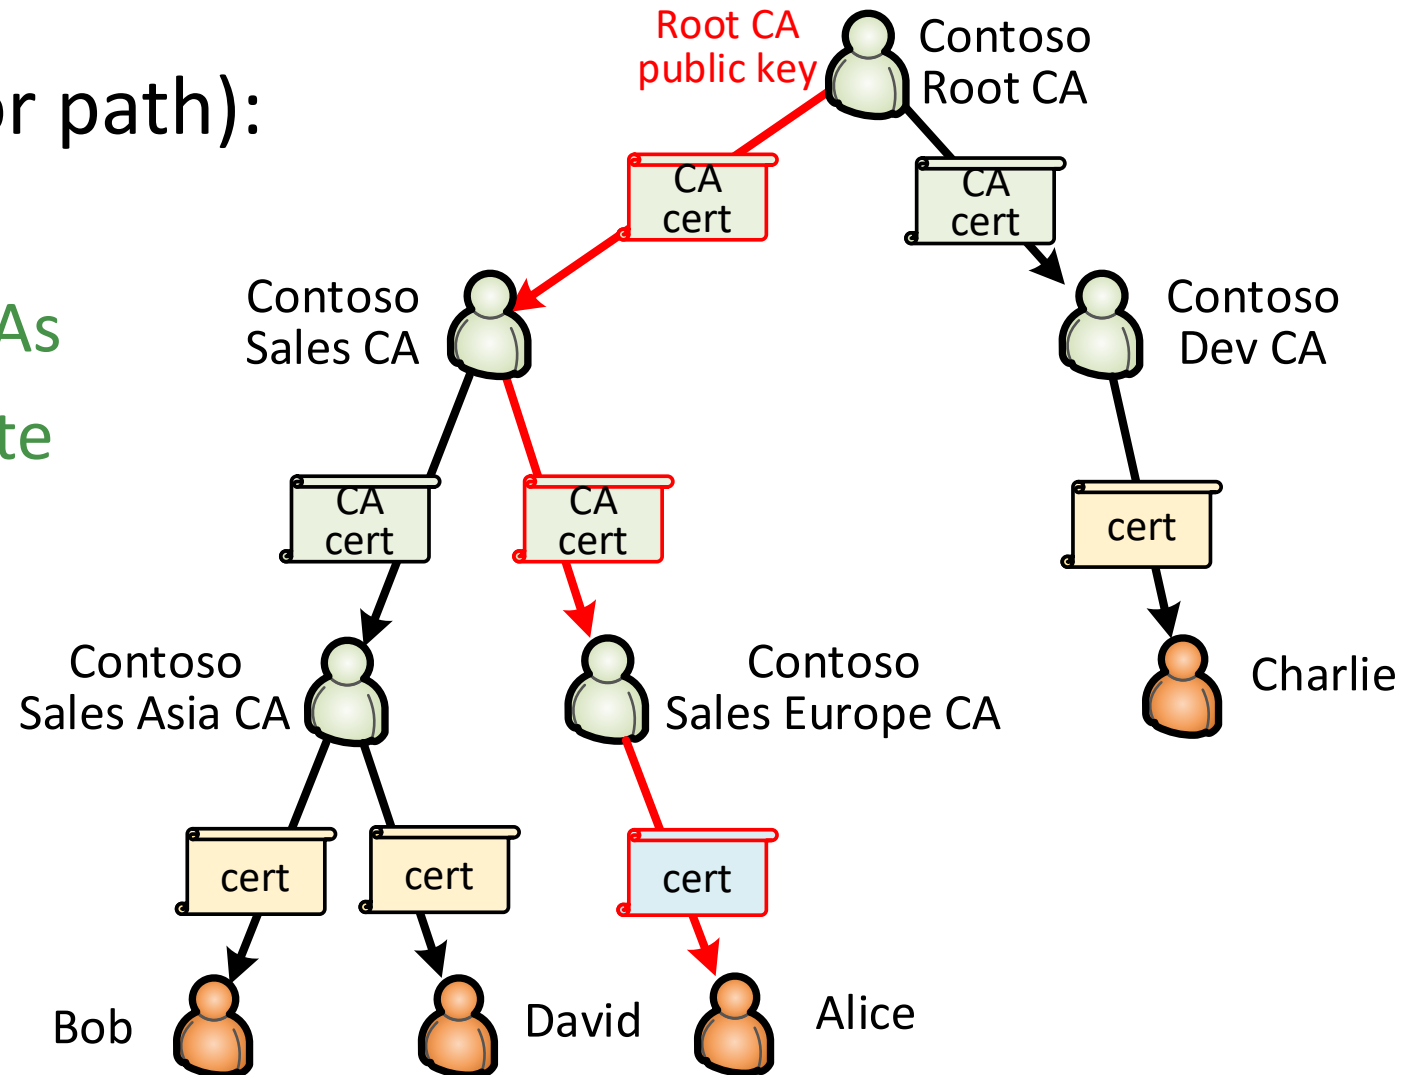 Root CA
public key
Contoso
Root CA
or path):
CA
cert
CA
cert
Contoso
Sales CA
Contoso
Dev CA
As
te
CA
cert
CA
cert
cert
Contoso
Sales Asia CA
Contoso
Sales Europe CA
Charlie
cert
cert
cert
Bob
David
Alice